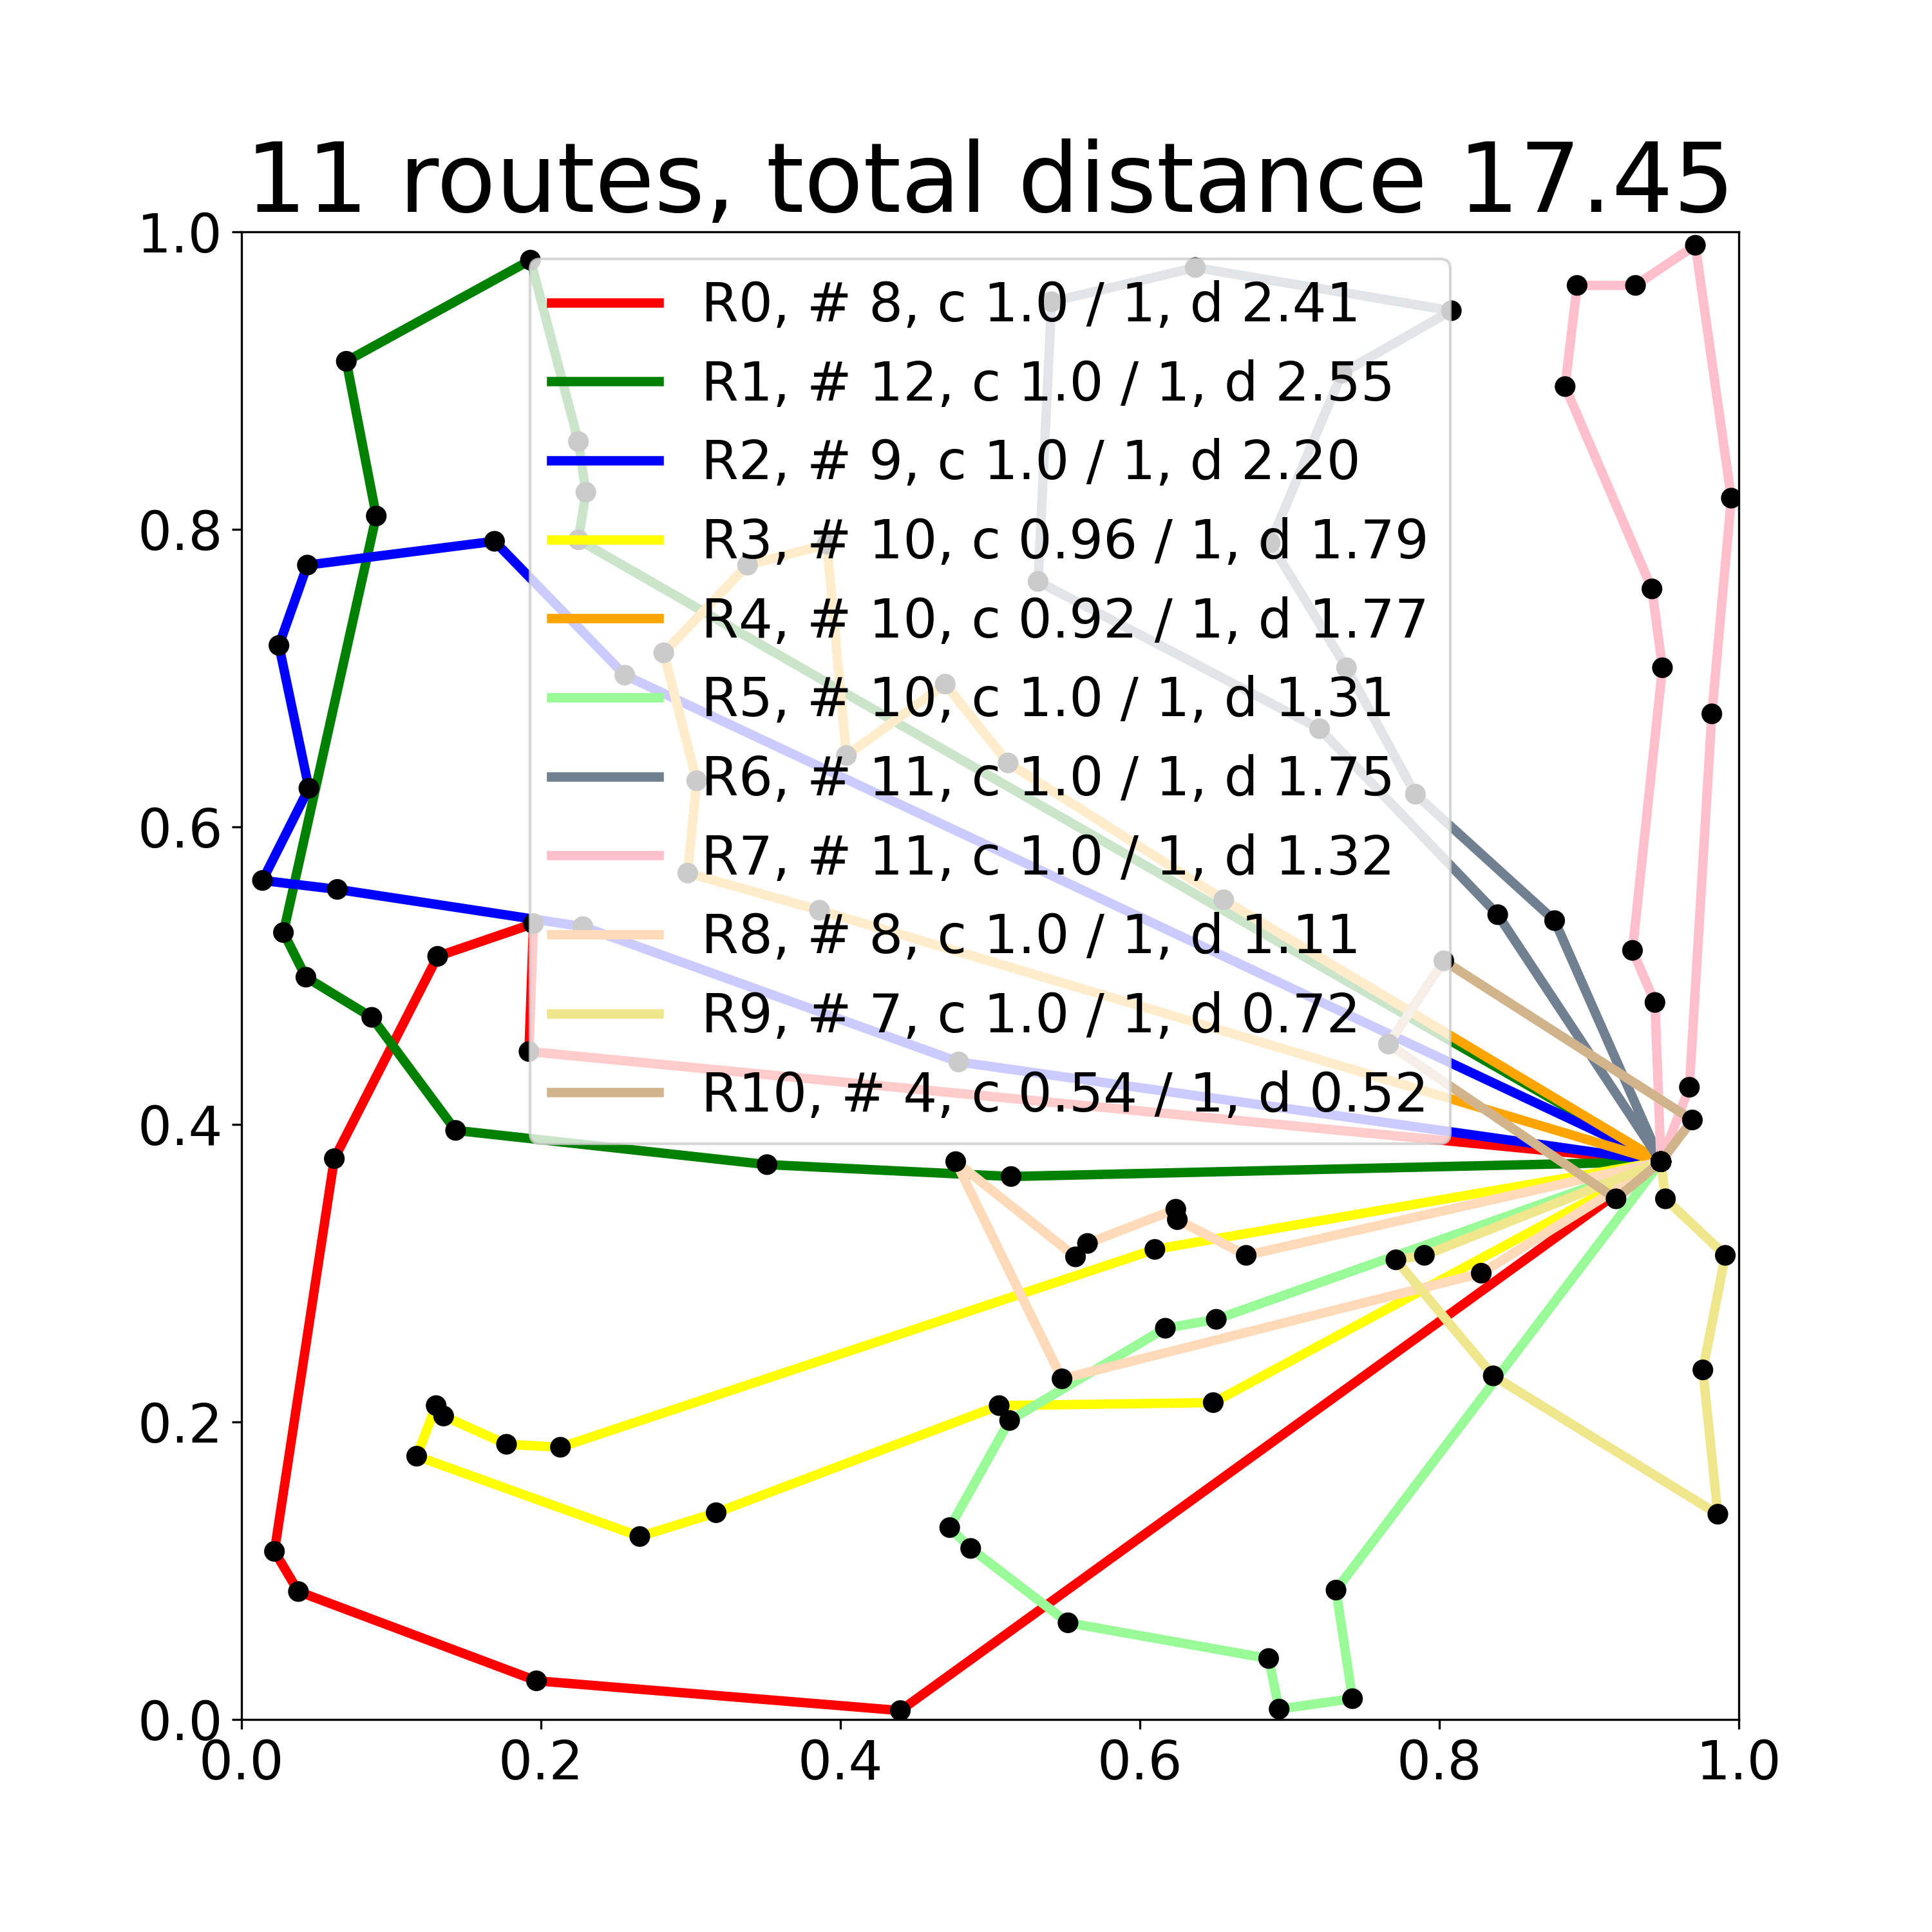 11 routes, total distance 17.45
1.0
0.8
0.6
0.4
0.2
0.0
R0, # 8, c 1.0 / 1, d 2.41
R1, # 12, c 1.0 / 1, d 2.55
R2, # 9, c 1.0 / 1, d 2.20
R3, # 10, c 0.96 / 1, d 1.79
R4, # 10, c 0.92 / 1, d 1.77
R5, # 10, c 1.0 / 1, d 1.31
R6, # 11, c 1.0 / 1, d 1.75
R7, # 11, c 1.0 / 1, d 1.32
R8, # 8, c 1.0 / 1, d 1.11
R9, # 7, c 1.0 / 1, d 0.72
R10, # 4, c 0.54 / 1, d 0.52
0.0 0.2 0.4 0.6 0.8 1.0